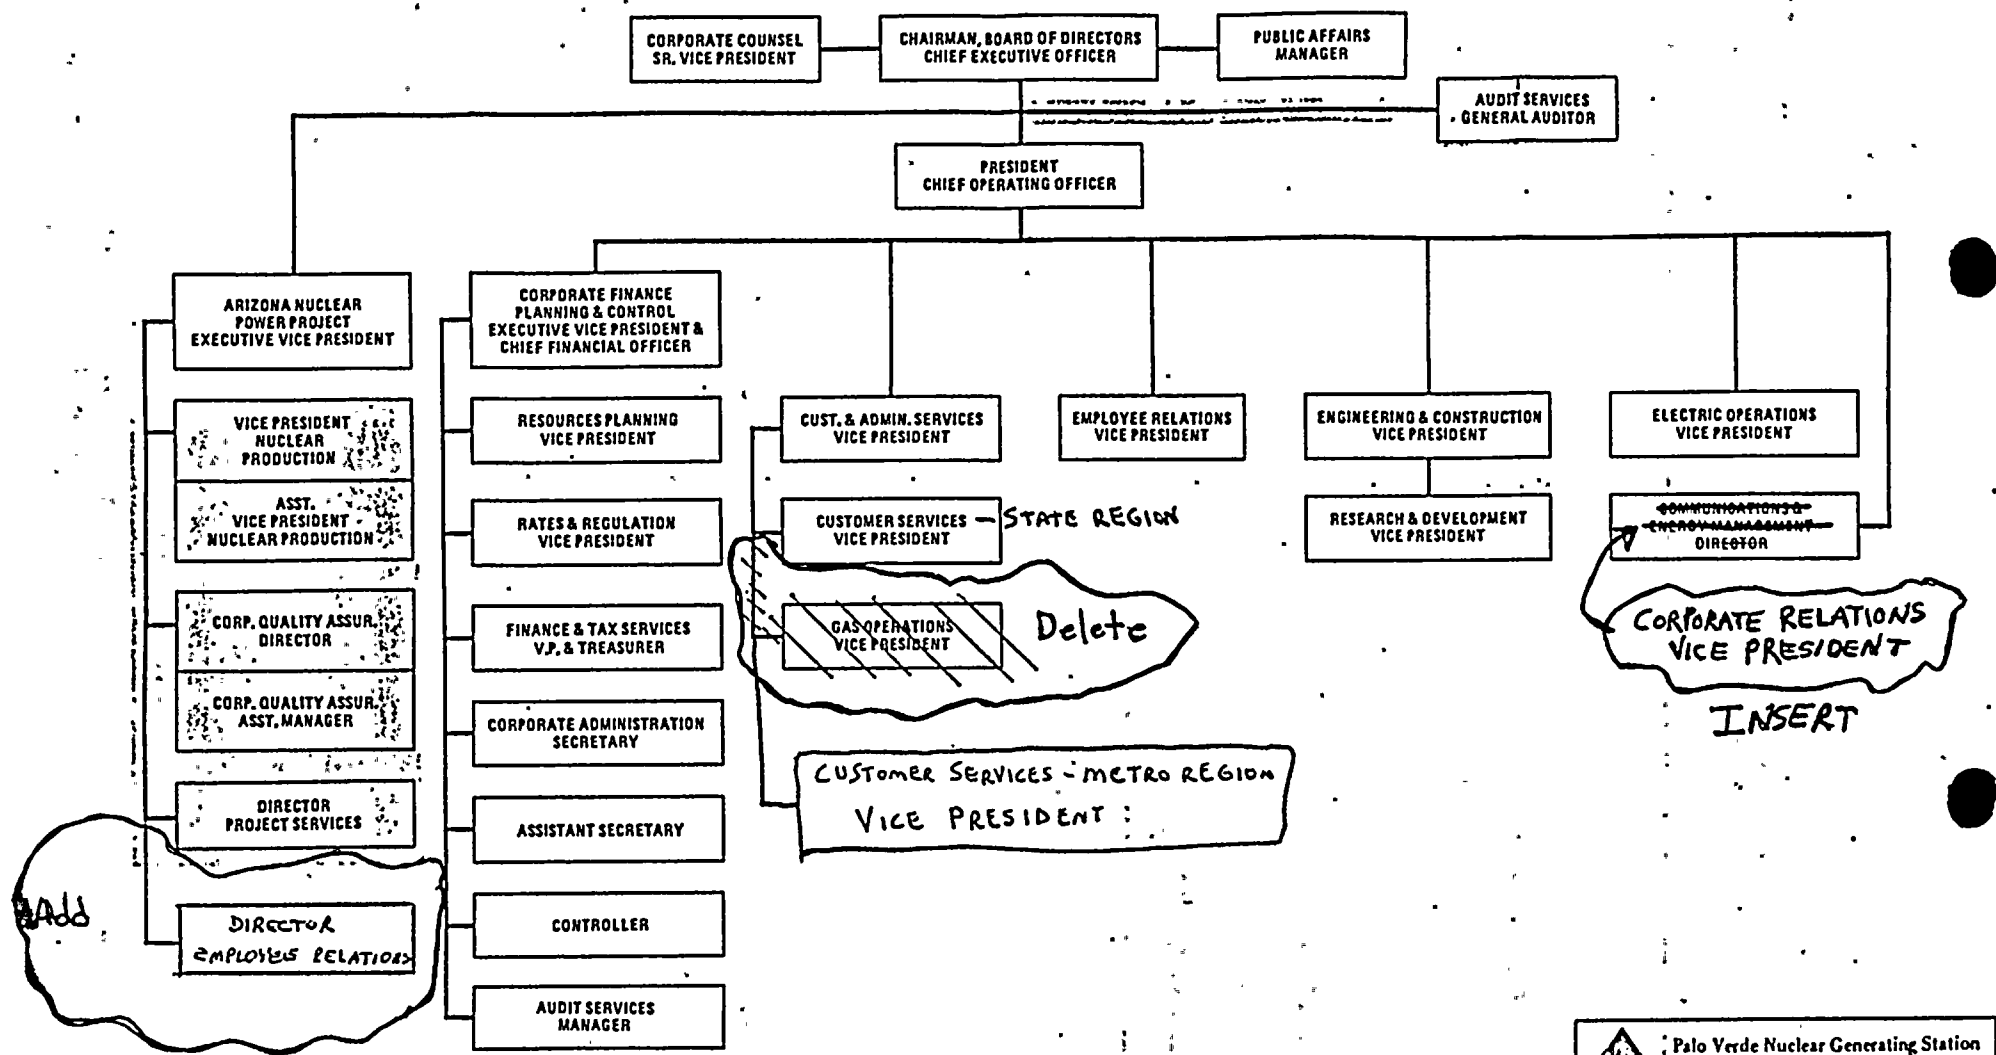 CORPORATE COUNSEL
SR. VICE PRESIDENT
CHAIRMAN, BOARD OF DIRECTORS
CHIEF EXECUTIVE OFFICER
PUBLIC AFFAIRS
MANAGER
AUDIT SERVICES
GENERAL AUDITOR
PRESIDENT
CHIEF OPERATING OFFICER
ARIZONA NUCLEAR
POWER PROJECT
EXECUTIVE VICE PRESIDENT
VICE PRESIDENT
NUCLEAR
PRODUCTION
ASST.
VICE PRESIDENT
NUCLEAR PRODUCTION
CORP. QUALITY ASSUR.
DIRECTOR
CORP. QUALITY ASSUR.
ASST. MANAGER
DIRECTOR
PROJECT SERVICES
Add
DIRECTOR
EMPLOYEES RELATIONS
CORPORATE FINANCE
PLANNING & CONTROL
EXECUTIVE VICE PRESIDENT &
CHIEF FINANCIAL OFFICER
RESOURCES PLANNING
VICE PRESIDENT
RATES & REGULATION
VICE PRESIDENT
FINANCE & TAX SERVICES
V.P. & TREASURER
CORPORATE ADMINISTRATION
SECRETARY
ASSISTANT SECRETARY
CONTROLLER
AUDIT SERVICES
MANAGER
CUST. & ADMIN. SERVICES
VICE PRESIDENT
CUSTOMER SERVICES - STATE REGION
VICE PRESIDENT
GAS OPERATIONS
VICE PRESIDENT
Delete
CUSTOMER SERVICES - METRO REGION
VICE PRESIDENT :
EMPLOYEE RELATIONS
VICE PRESIDENT
ENGINEERING & CONSTRUCTION
VICE PRESIDENT
RESEARCH & DEVELOPMENT
VICE PRESIDENT
ELECTRIC OPERATIONS
VICE PRESIDENT
COMMUNICATIONS &
ENERGY MANAGEMENT
DIRECTOR
CORPORATE RELATIONS
VICE PRESIDENT
INSERT
Palo Verde Nuclear Generating Station